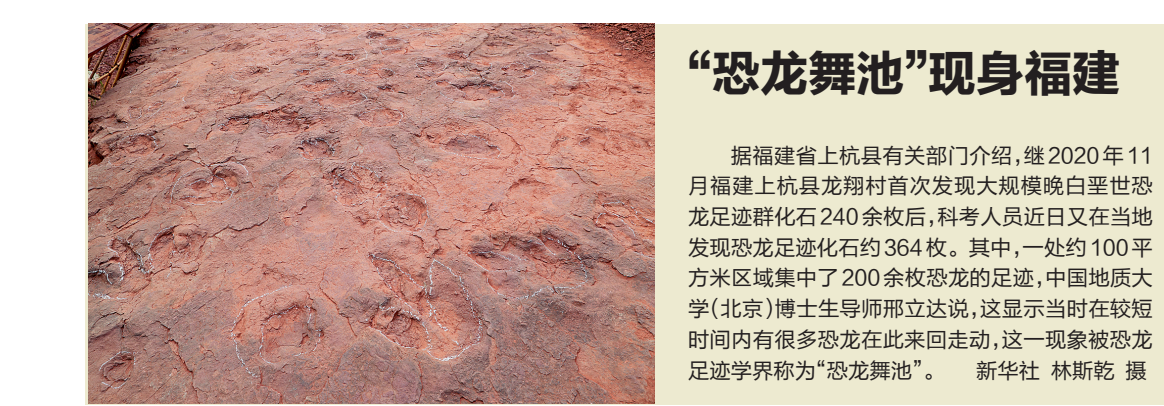 “恐龙舞池”现身福建
据福建省上杭县有关部门介绍,继2020年11
月福建上杭县龙翔村首次发现大规模晚白垩世恐
龙足迹群化石240余枚后,科考人员近日又在当地
发现恐龙足迹化石约364枚。其中,一处约100平
方米区域集中了200余枚恐龙的足迹,中国地质大
学(北京)博士生导师邢立达说,这显示当时在较短
时间内有很多恐龙在此来回走动,这一现象被恐龙
足迹学界称为“恐龙舞池”。 新华社 林斯乾 摄